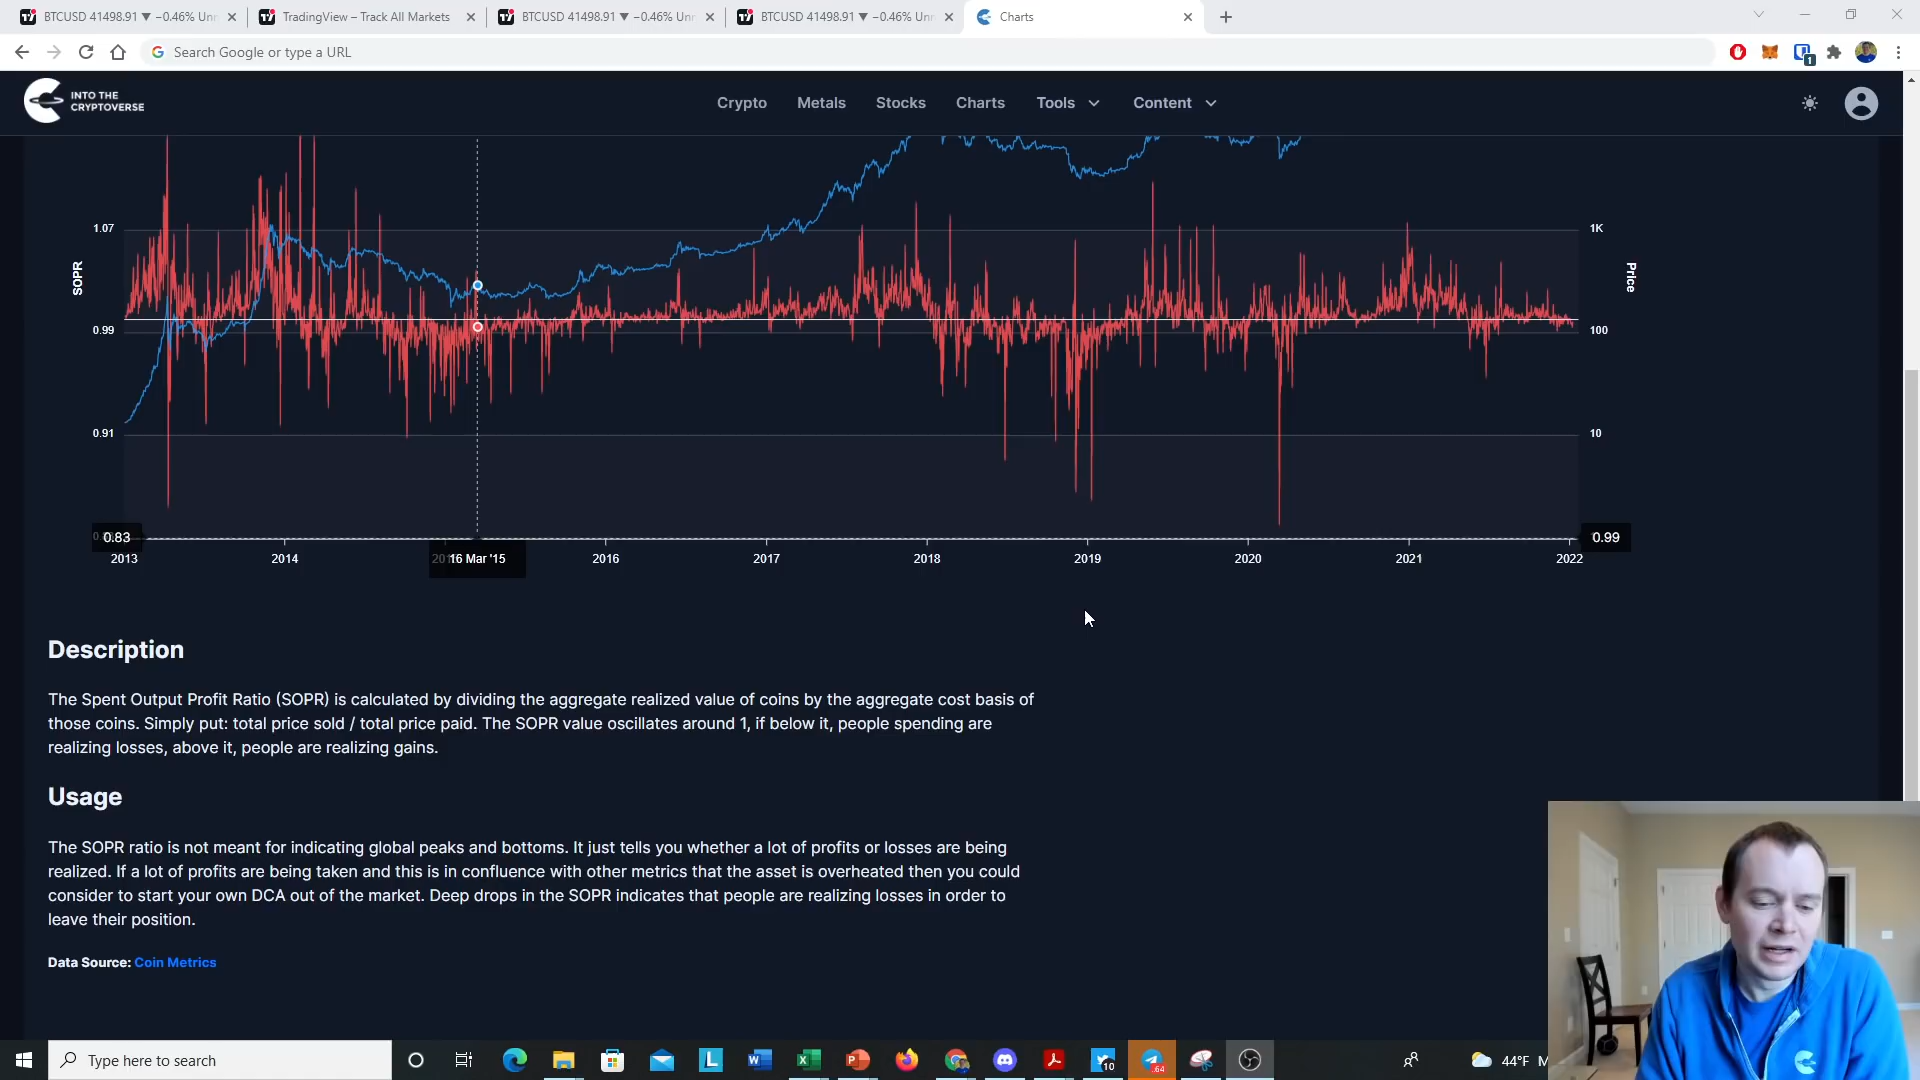 BTCUSD 41498.91 ▼ −0.46% Unn
TradingView – Track All Markets
BTCUSD 41498.91 ▼ −0.46% Unn
BTCUSD 41498.91 ▼ −0.46% Unn
Charts
Search Google or type a URL
1
INTO THE
CRYPTOVERSE
Crypto
Metals
Stocks
Charts
Tools
Content
1.07
1K
SOPR
Price
0.99
100
0.91
10
0.83
0.99
2013
2014
16 Mar '15
2016
2017
2018
2019
2020
2021
2022
Description
The Spent Output Profit Ratio (SOPR) is calculated by dividing the aggregate realized value of coins by the aggregate cost basis of
those coins. Simply put: total price sold / total price paid. The SOPR value oscillates around 1, if below it, people spending are
realizing losses, above it, people are realizing gains.
Usage
The SOPR ratio is not meant for indicating global peaks and bottoms. It just tells you whether a lot of profits or losses are being
realized. If a lot of profits are being taken and this is in confluence with other metrics that the asset is overheated then you could
consider to start your own DCA out of the market. Deep drops in the SOPR indicates that people are realizing losses in order to
leave their position.
Data Source: Coin Metrics
Type here to search
L
10
.64
44°F M